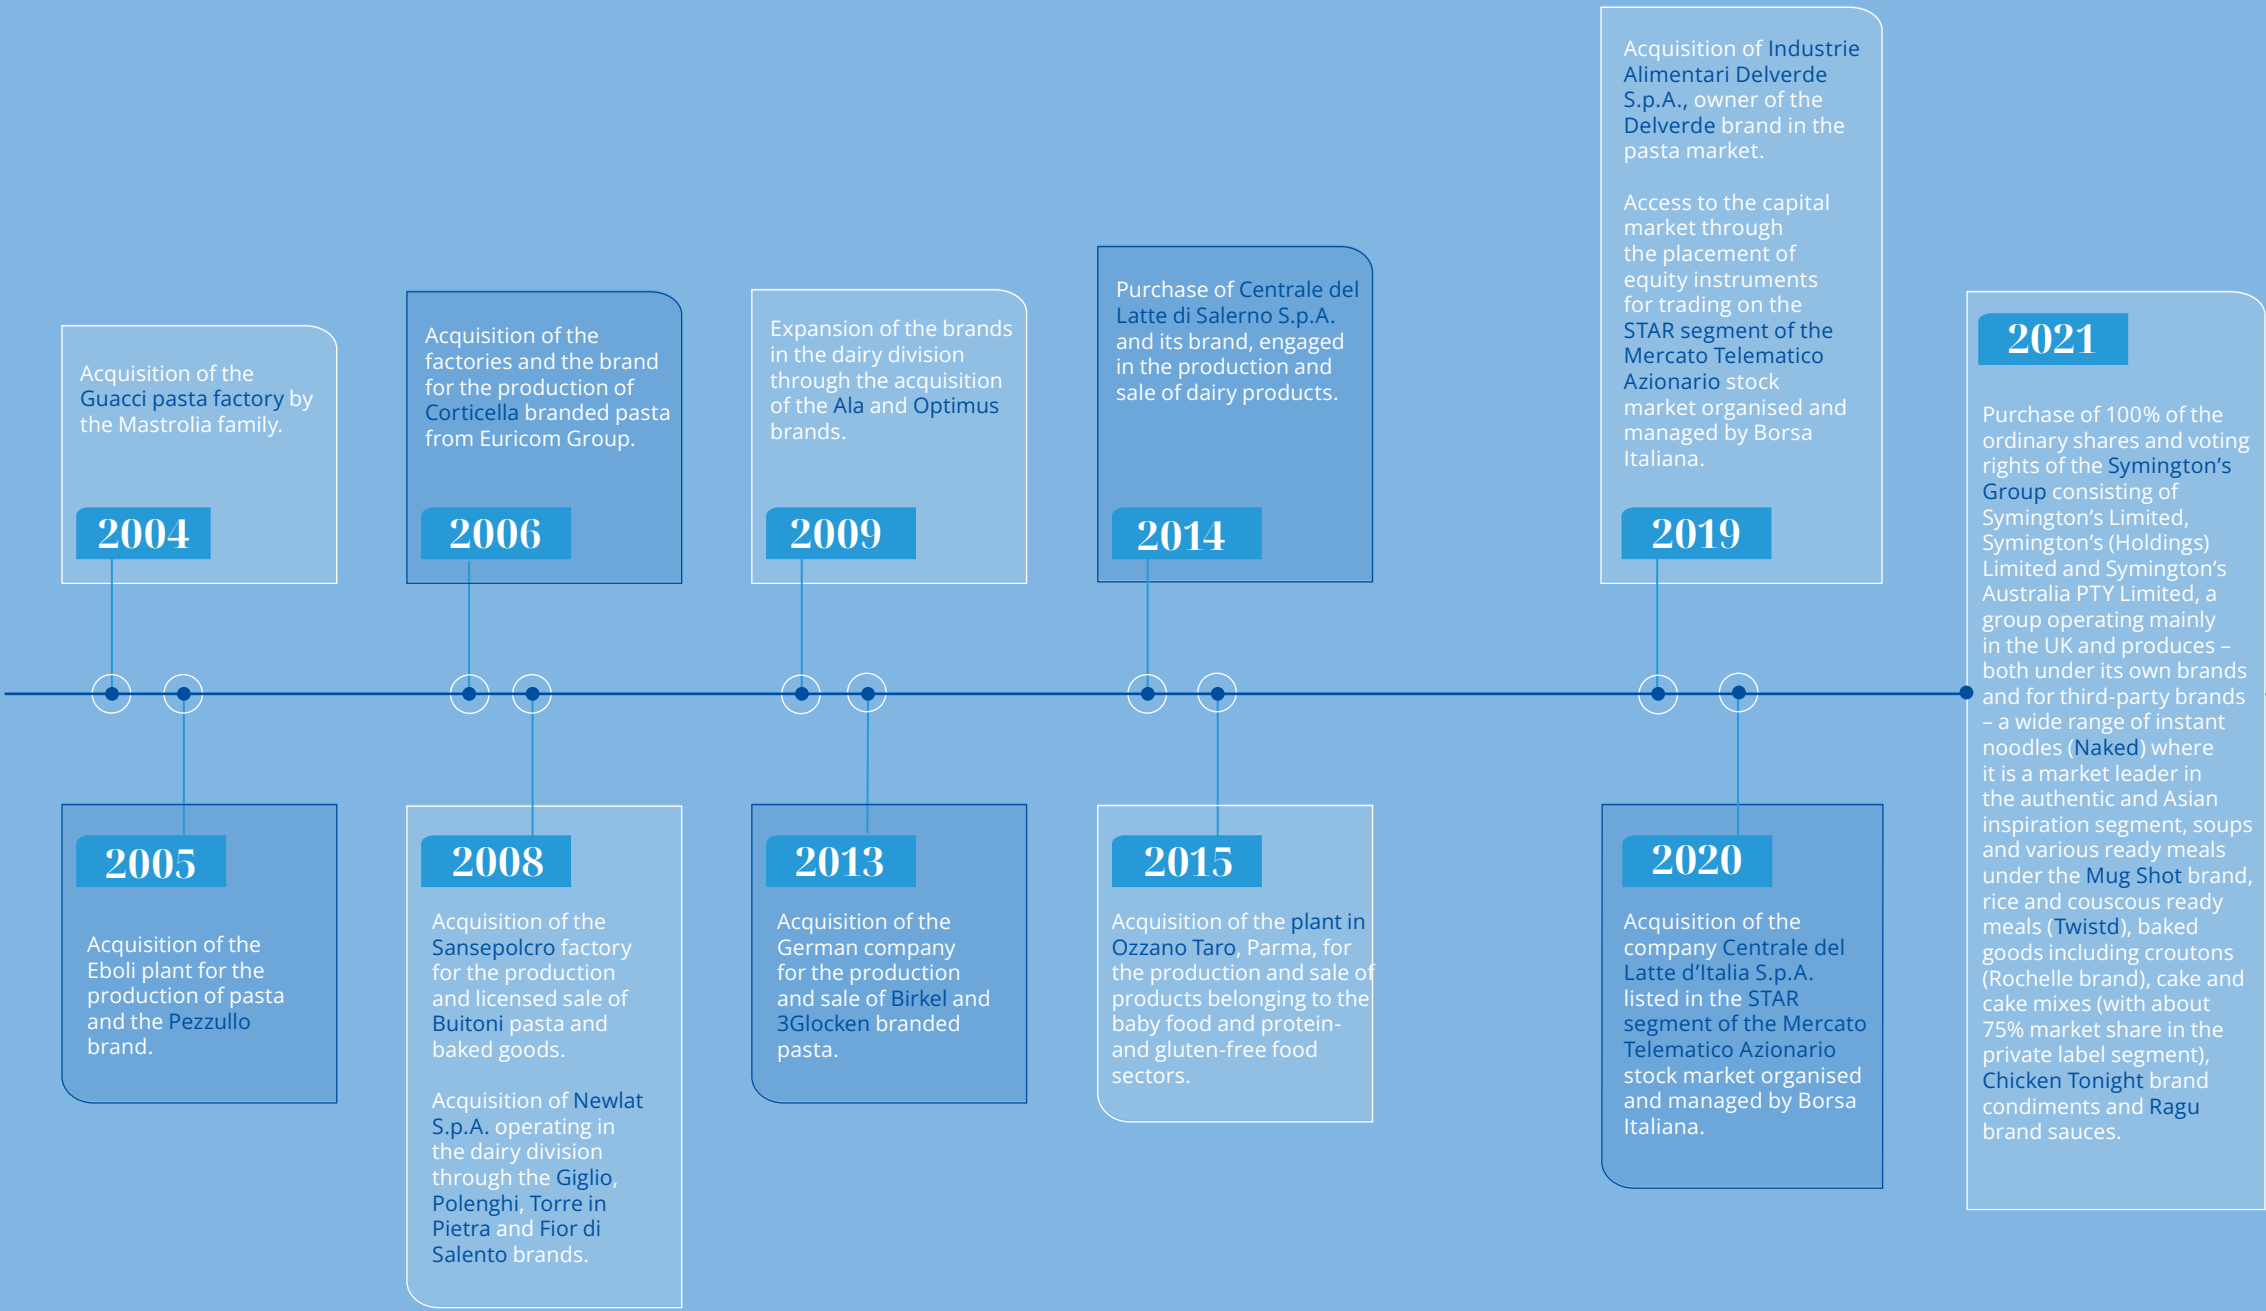 Acquisition of the
Guacci pasta factory by
the Mastrolia family.
2004
2005
Acquisition of the
Eboli plant for the
production of pasta
and the Pezzullo
brand.
Acquisition of the
factories and the brand
for the production of
Corticella branded pasta
from Euricom Group.
2006
2008
Acquisition of the
Sansepolcro factory
for the production
and licensed sale of
Buitoni pasta and
baked goods.
Acquisition of Newlat
S.p.A. operating in
the dairy division
through the Giglio,
Polenghi, Torre in
Pietra and Fior di
Salento brands.
Expansion of the brands
in the dairy division
through the acquisition
of the Ala and Optimus
brands.
2009
2013
Acquisition of the
German company
for the production
and sale of Birkel and
3Glocken branded
pasta.
Purchase of Centrale del
Latte di Salerno S.p.A.
and its brand, engaged
in the production and
sale of dairy products.
2014
2015
Acquisition of the plant in
Ozzano Taro, Parma, for
the production and sale of
products belonging to the
baby food and protein-
and gluten-free food
sectors.
Acquisition of Industrie
Alimentari Delverde
S.p.A., owner of the
Delverde brand in the
pasta market.
Access to the capital
market through
the placement of
equity instruments
for trading on the
STAR segment of the
Mercato Telematico
Azionario stock
market organised and
managed by Borsa
Italiana.
2019
2020
Acquisition of the
company Centrale del
Latte d’Italia S.p.A.
listed in the STAR
segment of the Mercato
Telematico Azionario
stock market organised
and managed by Borsa
Italiana.
2021
Purchase of 100% of the
ordinary shares and voting
rights of the Symington’s
Group consisting of
Symington’s Limited,
Symington’s (Holdings)
Limited and Symington’s
Australia PTY Limited, a
group operating mainly
in the UK and produces –
both under its own brands
and for third-party brands
– a wide range of instant
noodles (Naked) where
it is a market leader in
the authentic and Asian
inspiration segment, soups
and various ready meals
under the Mug Shot brand,
rice and couscous ready
meals (Twistd), baked
goods including croutons
(Rochelle brand), cake and
cake mixes (with about
75% market share in the
private label segment),
Chicken Tonight brand
condiments and Ragu
brand sauces.